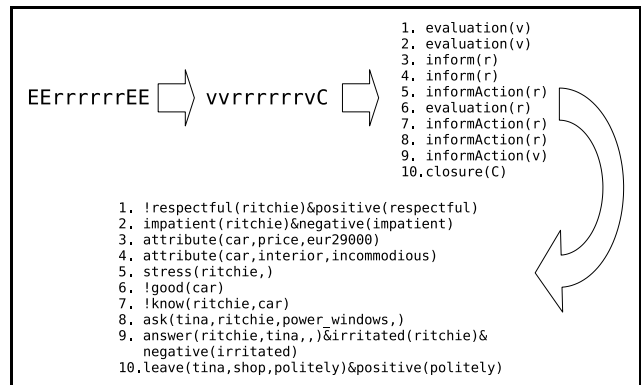 EErrrrrrEE
vvrrrrrrvC
1. evaluation(v)
2. evaluation(v)
3. inform(r)
4. inform(r)
5. informAction(r)
6. evaluation(r)
7. informAction(r)
8. informAction(r)
9. informAction(v)
10.closure(C)
1. !respectful(ritchie)&positive(respectful)
2. impatient(ritchie)&negative(impatient)
3. attribute(car,price,eur29000)
4. attribute(car,interior,incommodious)
5. stress(ritchie,)
6. !good(car)
7. !know(ritchie,car)
8. ask(tina,ritchie,power_windows,)
9. answer(ritchie,tina,,)&irritated(ritchie)&
negative(irritated)
10.leave(tina,shop,politely)&positive(politely)